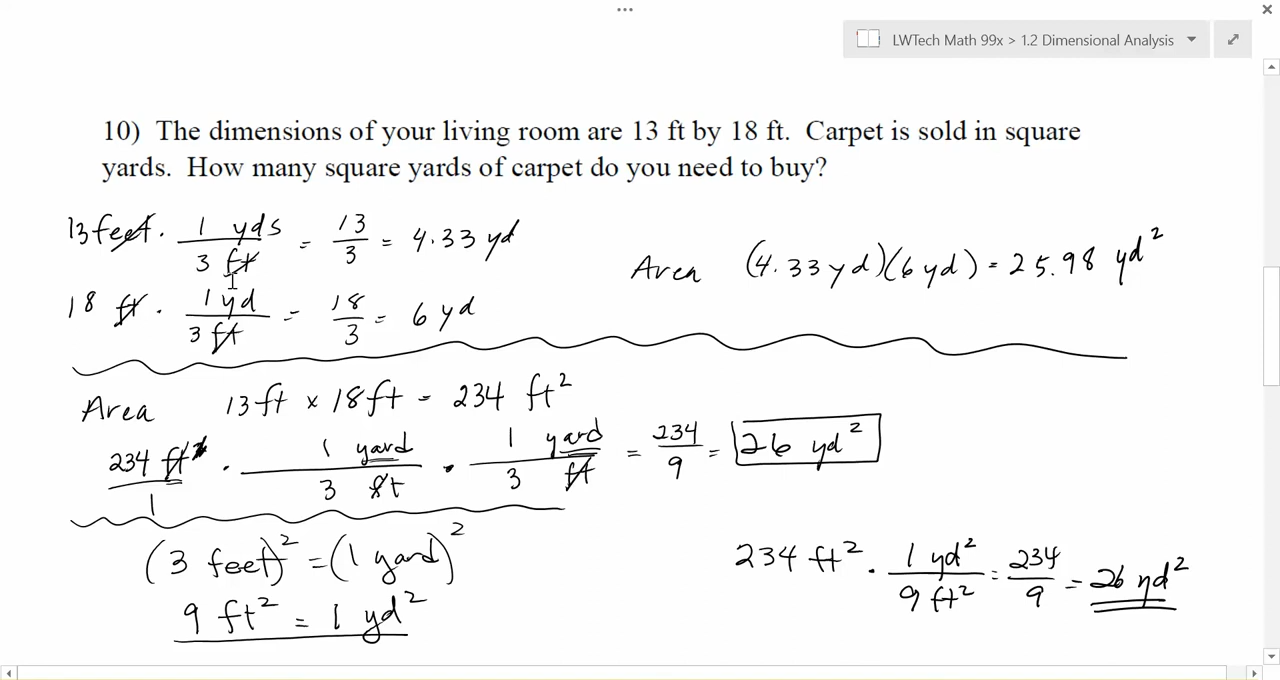 LWTech Math 99x > 1.2 Dimensional Analysis
10) The dimensions of your living room are 13 ft by 18 ft. Carpet is sold in square
yards. How many square yards of carpet do you need to buy?
13 feet · 1 yds / 3 ft = 13/3 = 4.33 yd
Area (4.33 yd)(6 yd) = 25.98 yd²
18 ft · 1 yd / 3 ft = 18/3 = 6 yd
Area 13 ft × 18 ft = 234 ft²
234 ft² / 1 · 1 yard / 3 ft · 1 yard / 3 ft = 234/9 = 26 yd²
(3 feet)² = (1 yard)²
9 ft² = 1 yd²
234 ft² · 1 yd² / 9 ft² = 234/9 = 26 yd²